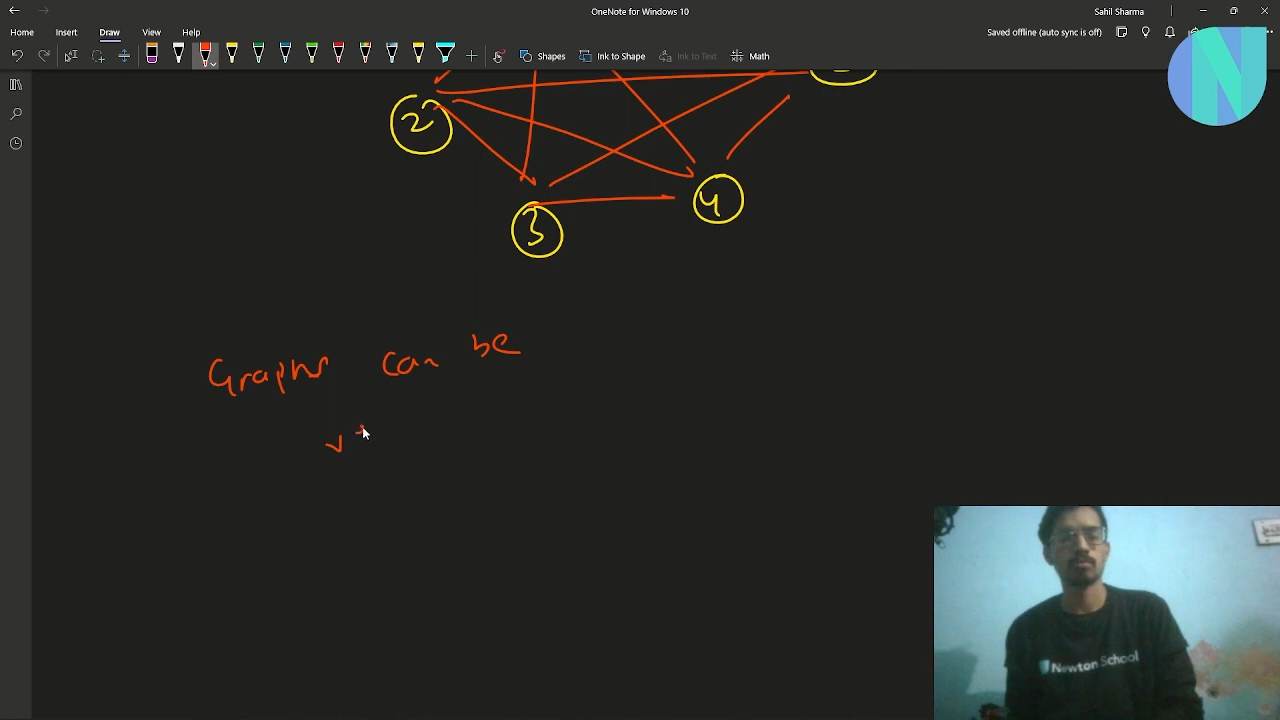 OneNote for Windows 10
Sahil Sharma
Home Insert Draw View Help
Saved offline (auto sync is off)
Shapes Ink to Shape Ink to Text Math
2
3
4
Graphs can be
v
Newton School